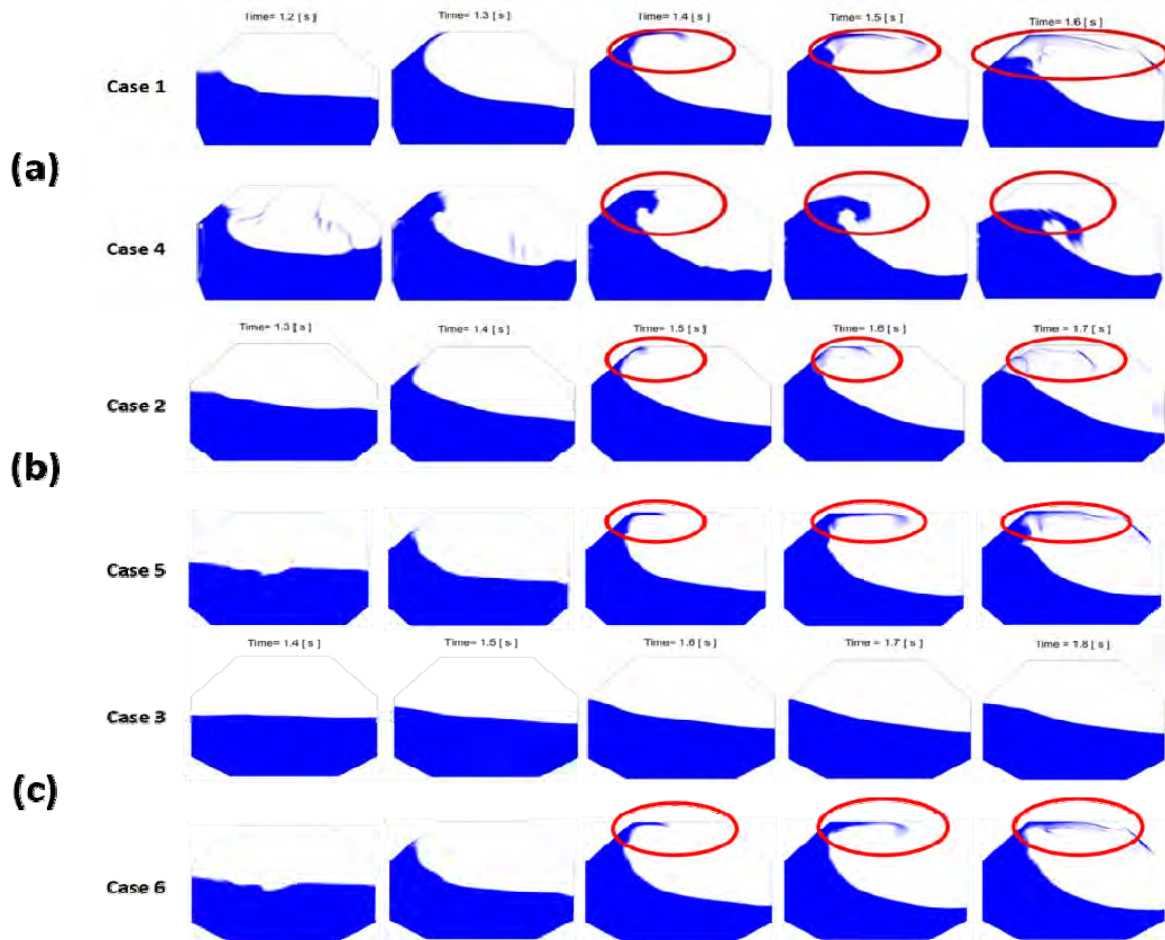 Time= 1.2 [ s ] Time= 1.3 [ s ] Time= 1.4 [ s ] Time= 1.5 [ s ] Time= 1.6 [ s ]
Case 1
(a)
Case 4
Time= 1.3 [ s ] Time= 1.4 [ s ] Time= 1.5 [ s ] Time= 1.6 [ s ] Time = 1.7 [ s ]
Case 2
(b)
Case 5
Time= 1.4 [ s ] Time= 1.5 [ s ] Time= 1.6 [ s ] Time= 1.7 [ s ] Time = 1.8 [ s ]
Case 3
(c)
Case 6